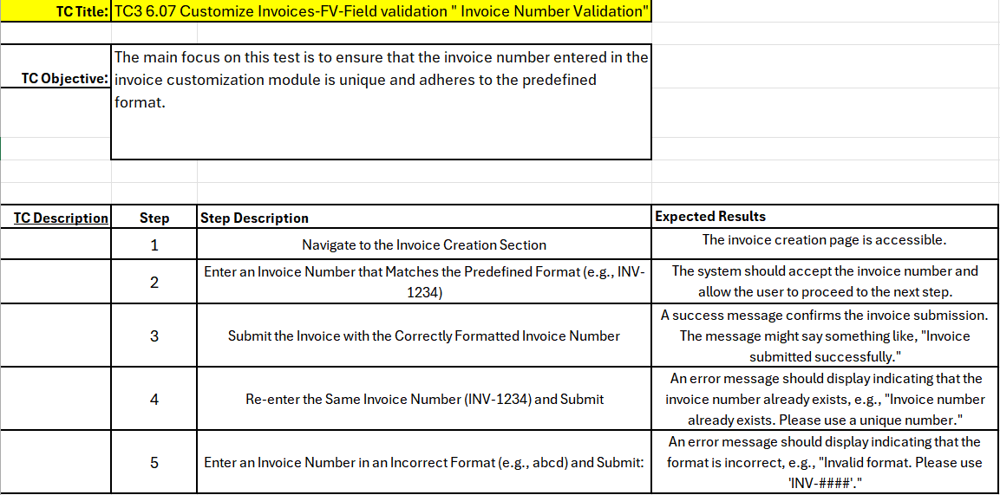 TC Title: TC3 6.07 Customize Invoices-FV-Field validation " Invoice Number Validation"
The main focus on this test is to ensure that the invoice number entered in the
TC Objective: invoice customization module is unique and adheres to the predefined
format.
TC Description Step Step Description Expected Results
1 Navigate to the Invoice Creation Section The invoice creation page is accessible.
2 Enter an Invoice Number that Matches the Predefined Format (e.g., INV-
1234)
The system should accept the invoice number and
allow the user to proceed to the next step.
3 Submit the Invoice with the Correctly Formatted Invoice Number
A success message confirms the invoice submission.
The message might say something like, "Invoice
submitted successfully."
4 Re-enter the Same Invoice Number (INV-1234) and Submit
An error message should display indicating that the
invoice number already exists, e.g., "Invoice number
already exists. Please use a unique number."
5 Enter an Invoice Number in an Incorrect Format (e.g., abcd) and Submit:
An error message should display indicating that the
format is incorrect, e.g., "Invalid format. Please use
'INV-####'."